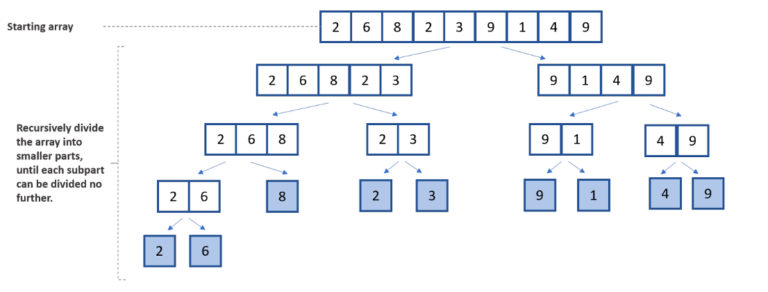 Starting array
2 6 8 2 3 9 1 4 9
2 6 8 2 3
9 1 4 9
Recursively divide
the array into
smaller parts,
until each subpart
can be divided no
further.
2 6 8
2 3
9 1
4 9
2 6
8
2
3
9
1
4
9
2
6